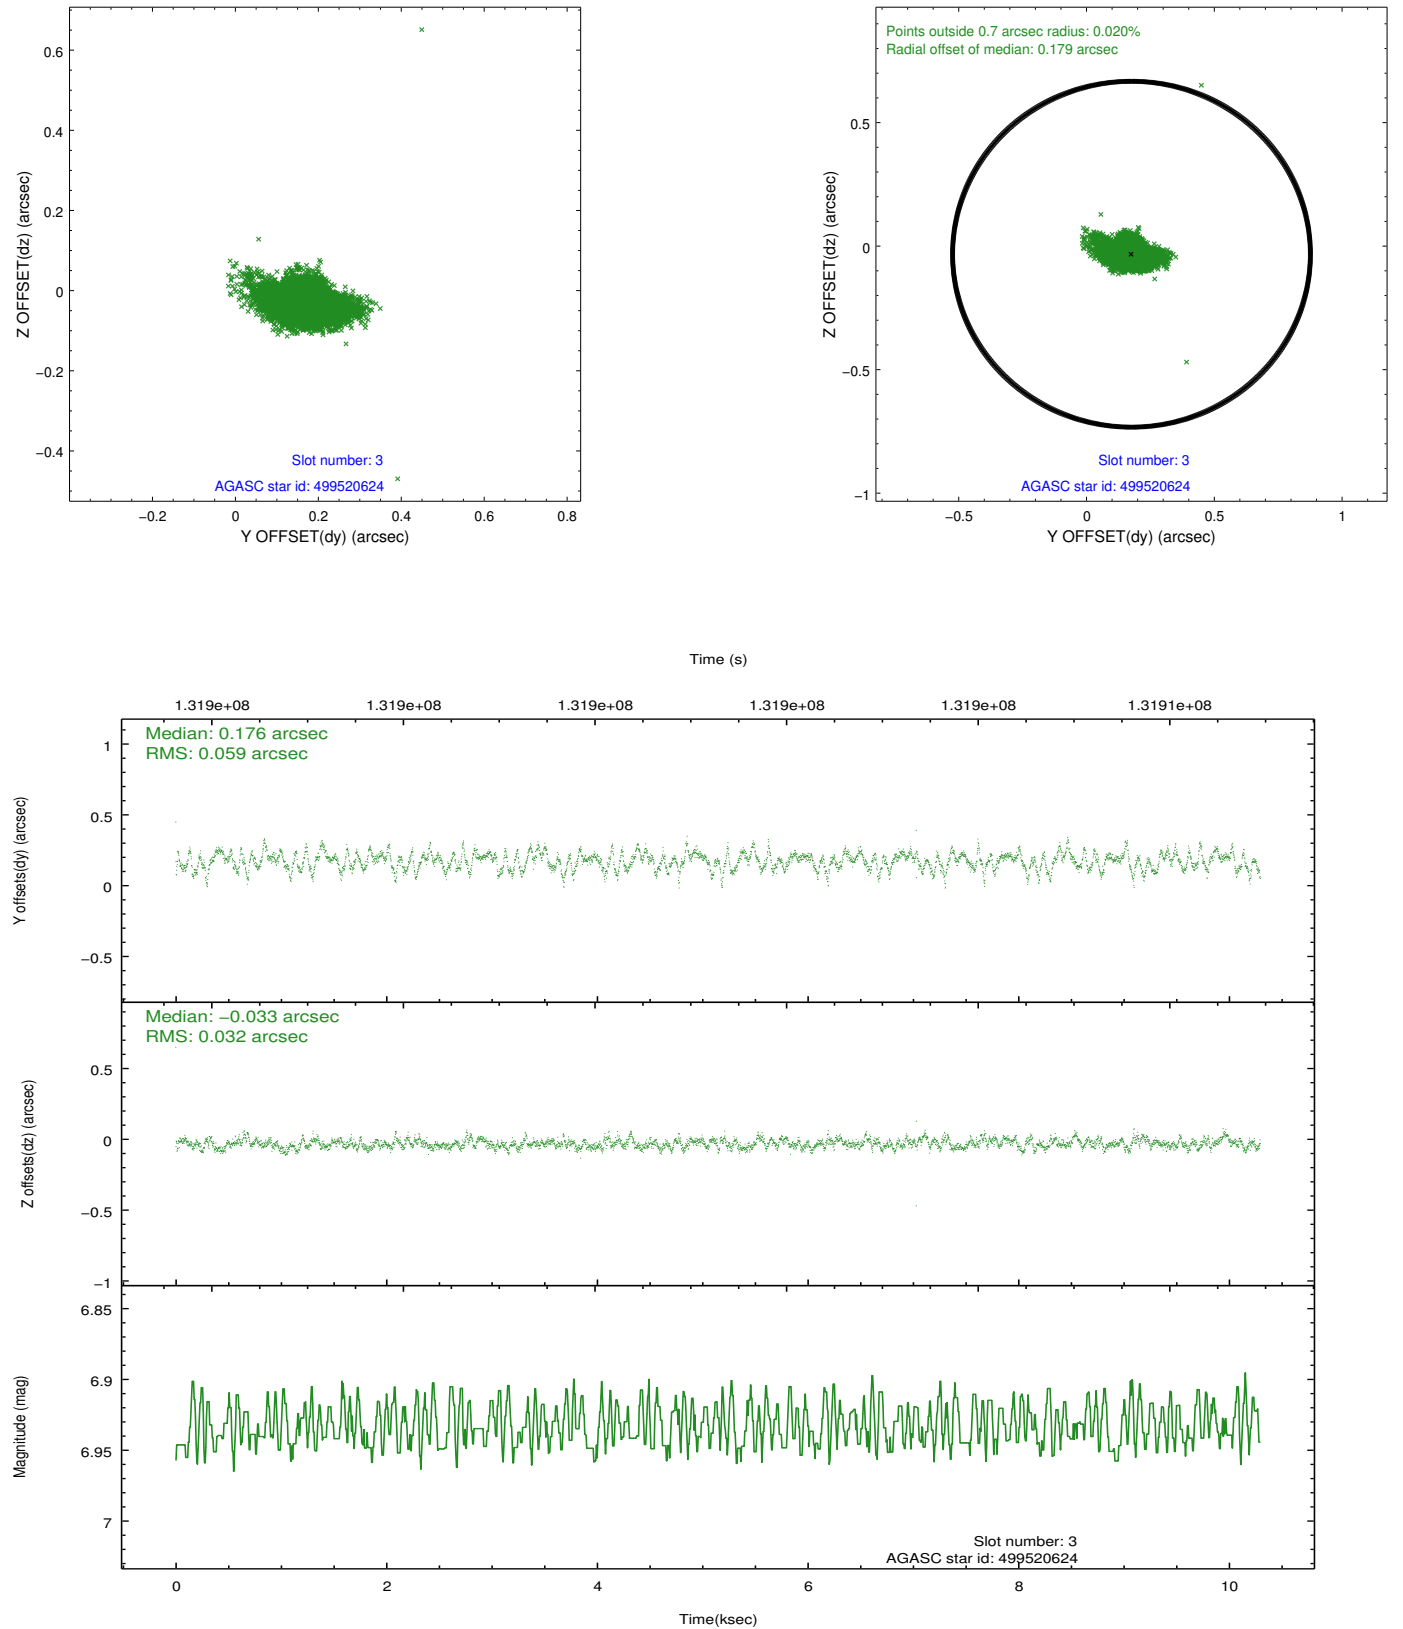 0.6
0.4
0.2
0
−0.2
−0.4
Z OFFSET(dz) (arcsec)
Slot number: 3
AGASC star id: 499520624
−0.2 0 0.2 0.4 0.6 0.8
Y OFFSET(dy) (arcsec)
Points outside 0.7 arcsec radius: 0.020%
Radial offset of median: 0.179 arcsec
0.5
0
−0.5
−1
Z OFFSET(dz) (arcsec)
Slot number: 3
AGASC star id: 499520624
−0.5 0 0.5 1
Y OFFSET(dy) (arcsec)
Time (s)
1.319e+08 1.319e+08 1.319e+08 1.319e+08 1.319e+08 1.3191e+08
Median: 0.176 arcsec
RMS: 0.059 arcsec
1
0.5
0
−0.5
Y offsets(dy) (arcsec)
Median: −0.033 arcsec
RMS: 0.032 arcsec
0.5
0
−0.5
−1
Z offsets(dz) (arcsec)
6.85
6.9
6.95
7
Magnitude (mag)
Slot number: 3
AGASC star id: 499520624
0 2 4 6 8 10
Time(ksec)